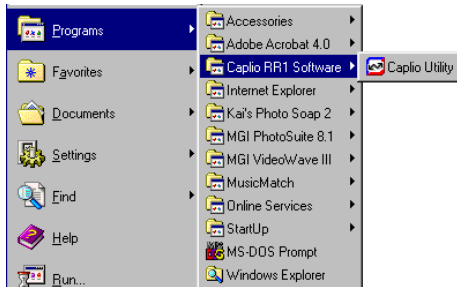 Programs
Favorites
Documents
Settings
Find
Help
Run...
Accessories
Adobe Acrobat 4.0
Caplio RR1 Software
Internet Explorer
Kai's Photo Soap 2
MGI PhotoSuite 8.1
MGI VideoWave III
MusicMatch
Online Services
StartUp
MS-DOS Prompt
Windows Explorer
Caplio Utility